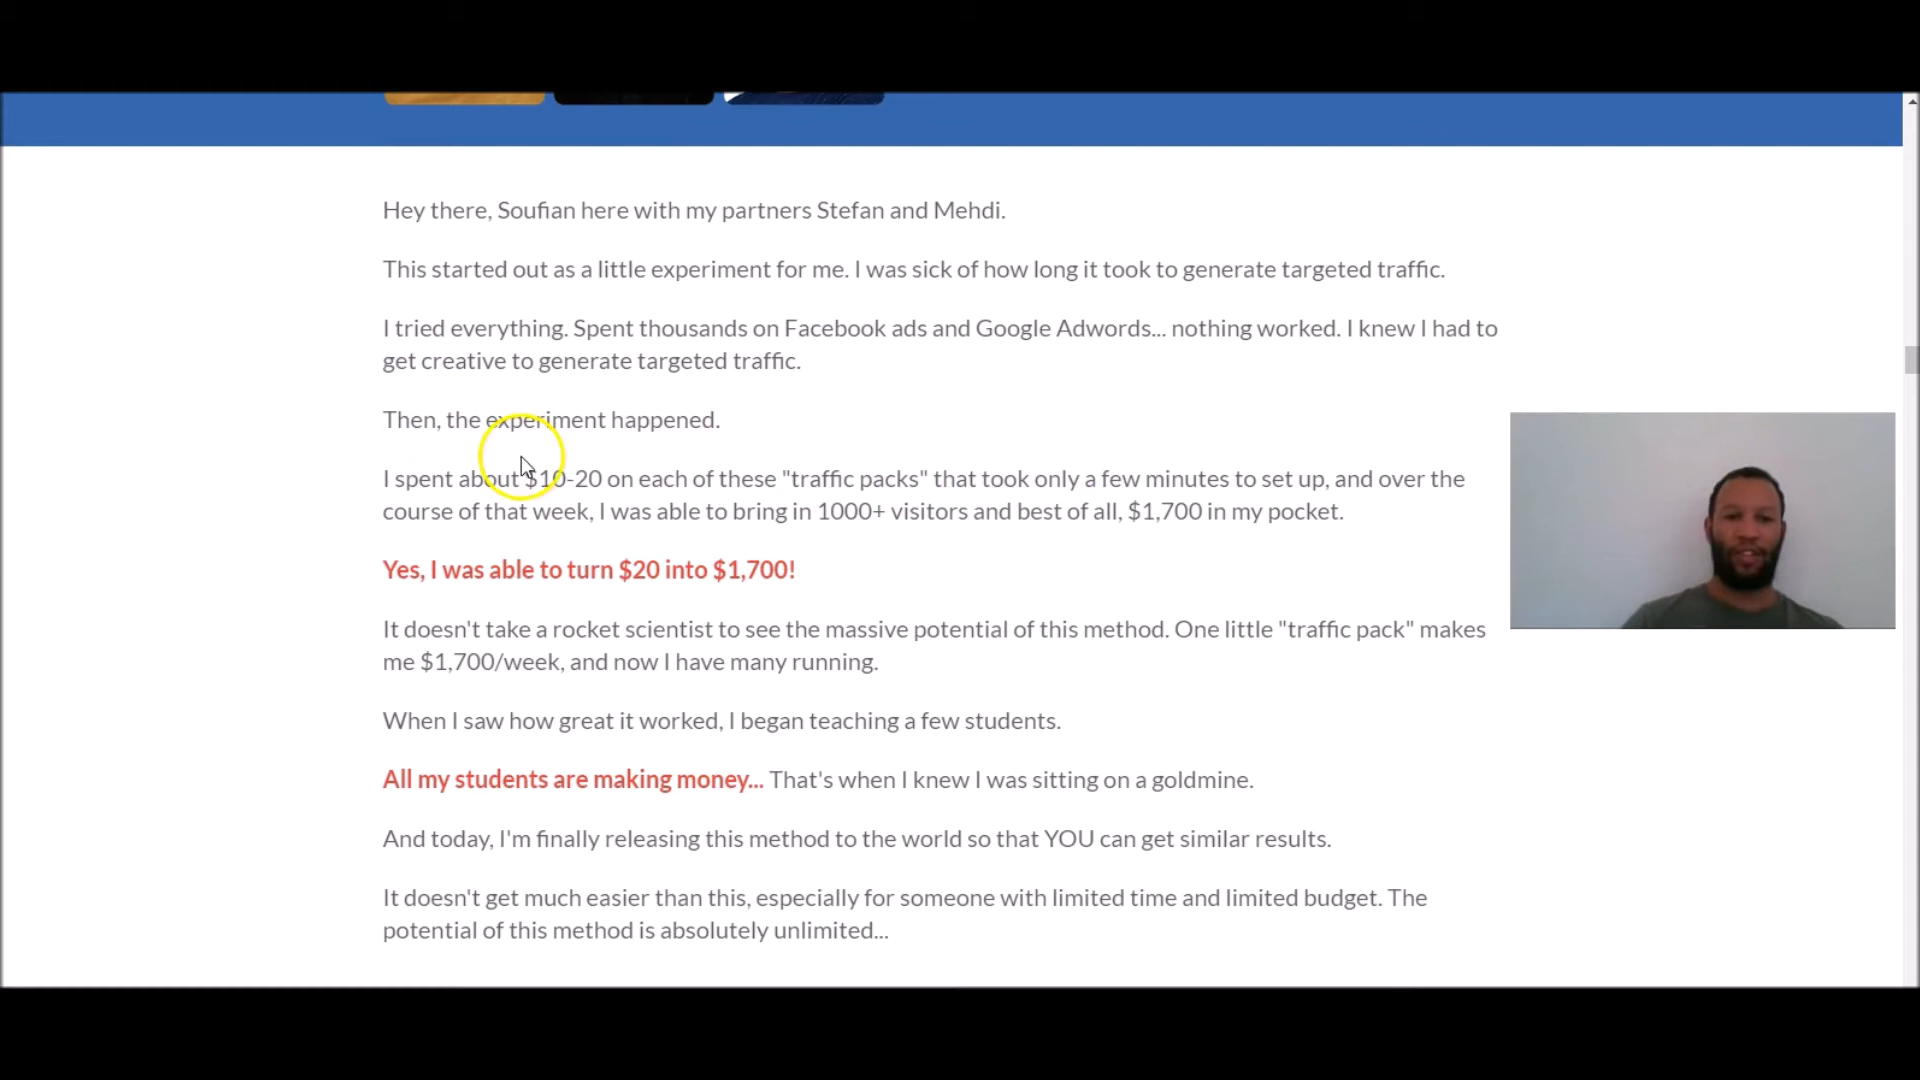 Hey there, Soufian here with my partners Stefan and Mehdi.
This started out as a little experiment for me. I was sick of how long it took to generate targeted traffic.
I tried everything. Spent thousands on Facebook ads and Google Adwords... nothing worked. I knew I had to
get creative to generate targeted traffic.
Then, the experiment happened.
I spent about $10-20 on each of these "traffic packs" that took only a few minutes to set up, and over the
course of that week, I was able to bring in 1000+ visitors and best of all, $1,700 in my pocket.
Yes, I was able to turn $20 into $1,700!
It doesn't take a rocket scientist to see the massive potential of this method. One little "traffic pack" makes
me $1,700/week, and now I have many running.
When I saw how great it worked, I began teaching a few students.
All my students are making money... That's when I knew I was sitting on a goldmine.
And today, I'm finally releasing this method to the world so that YOU can get similar results.
It doesn't get much easier than this, especially for someone with limited time and limited budget. The
potential of this method is absolutely unlimited...